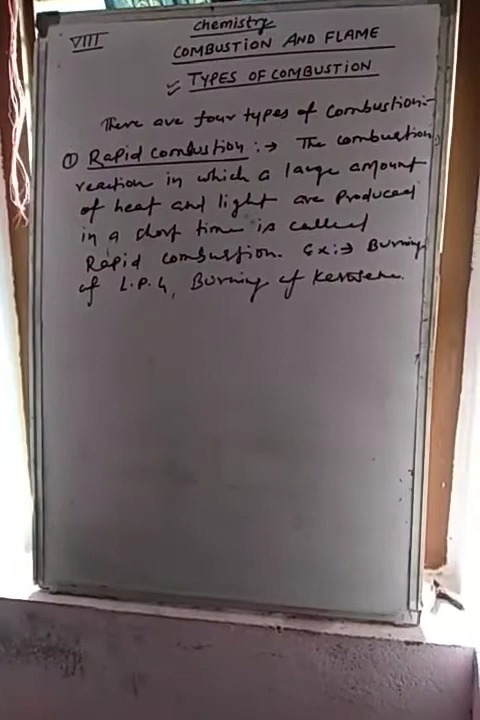 Chemistry
VIII
COMBUSTION AND FLAME
TYPES OF COMBUSTION
There are four types of Combustion:-
① Rapid Combustion :→ The combustion
reaction in which a large amount
of heat and light are Produced
in a short time is called
Rapid combustion. Ex:→ Burning
of L.P.G, Burning of Kerosene.